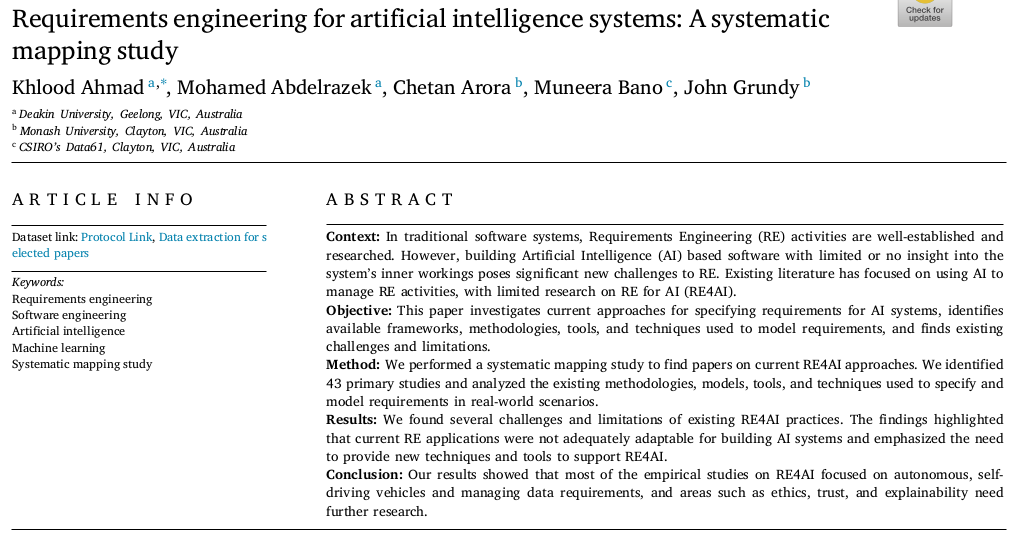 Requirements engineering for artificial intelligence systems: A systematic
mapping study
Check for
updates
Khlood Ahmad a,*, Mohamed Abdelrazek a, Chetan Arora b, Muneera Bano c, John Grundy b
a Deakin University, Geelong, VIC, Australia
b Monash University, Clayton, VIC, Australia
c CSIRO's Data61, Clayton, VIC, Australia
ARTICLE INFO
Dataset link: Protocol Link, Data extraction for s
elected papers
Keywords:
Requirements engineering
Software engineering
Artificial intelligence
Machine learning
Systematic mapping study
ABSTRACT
Context: In traditional software systems, Requirements Engineering (RE) activities are well-established and
researched. However, building Artificial Intelligence (AI) based software with limited or no insight into the
system's inner workings poses significant new challenges to RE. Existing literature has focused on using AI to
manage RE activities, with limited research on RE for AI (RE4AI).
Objective: This paper investigates current approaches for specifying requirements for AI systems, identifies
available frameworks, methodologies, tools, and techniques used to model requirements, and finds existing
challenges and limitations.
Method: We performed a systematic mapping study to find papers on current RE4AI approaches. We identified
43 primary studies and analyzed the existing methodologies, models, tools, and techniques used to specify and
model requirements in real-world scenarios.
Results: We found several challenges and limitations of existing RE4AI practices. The findings highlighted
that current RE applications were not adequately adaptable for building AI systems and emphasized the need
to provide new techniques and tools to support RE4AI.
Conclusion: Our results showed that most of the empirical studies on RE4AI focused on autonomous, self-
driving vehicles and managing data requirements, and areas such as ethics, trust, and explainability need
further research.